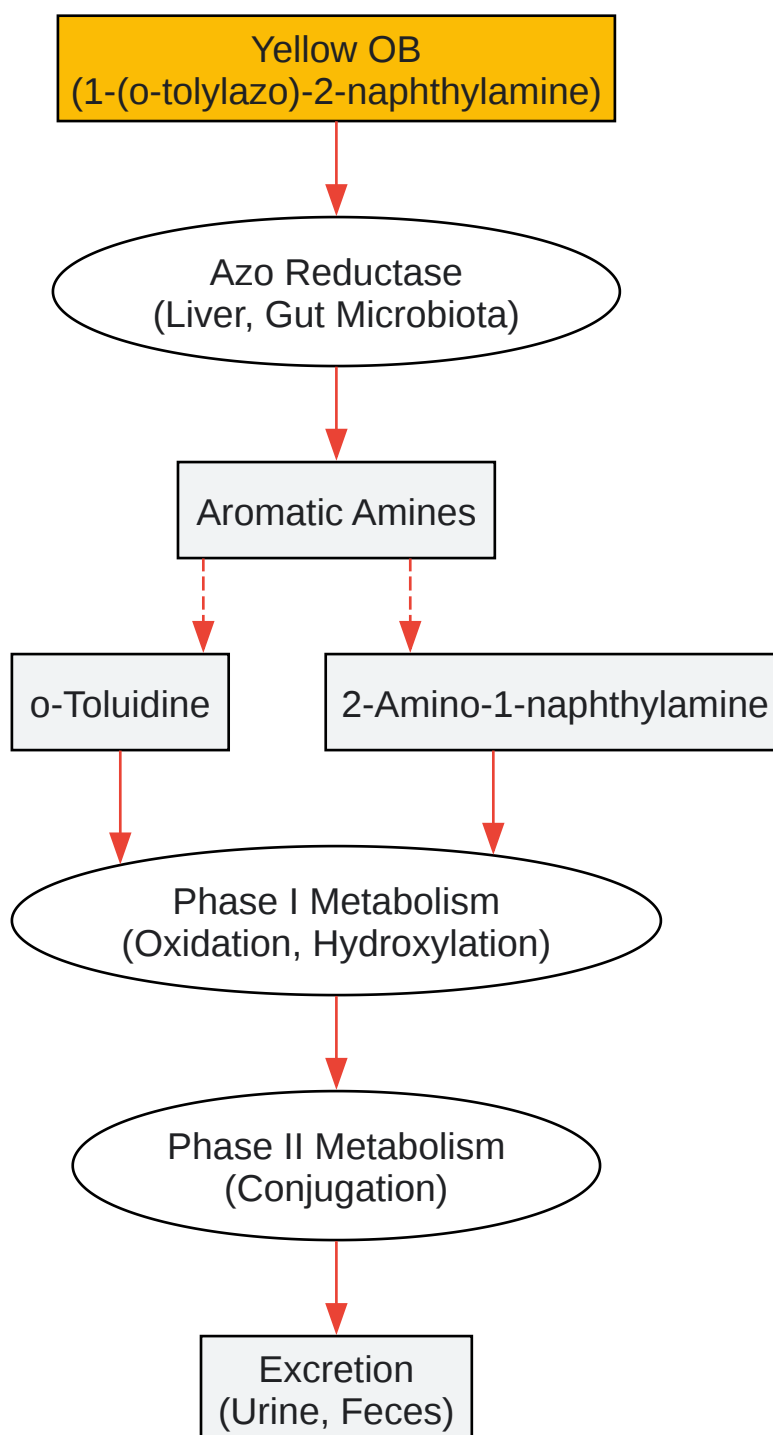 Yellow OB
(1-(o-tolylazo)-2-naphthylamine)
Azo Reductase
(Liver, Gut Microbiota)
Aromatic Amines
o-Toluidine
2-Amino-1-naphthylamine
Phase I Metabolism
(Oxidation, Hydroxylation)
Phase II Metabolism
(Conjugation)
Excretion
(Urine, Feces)